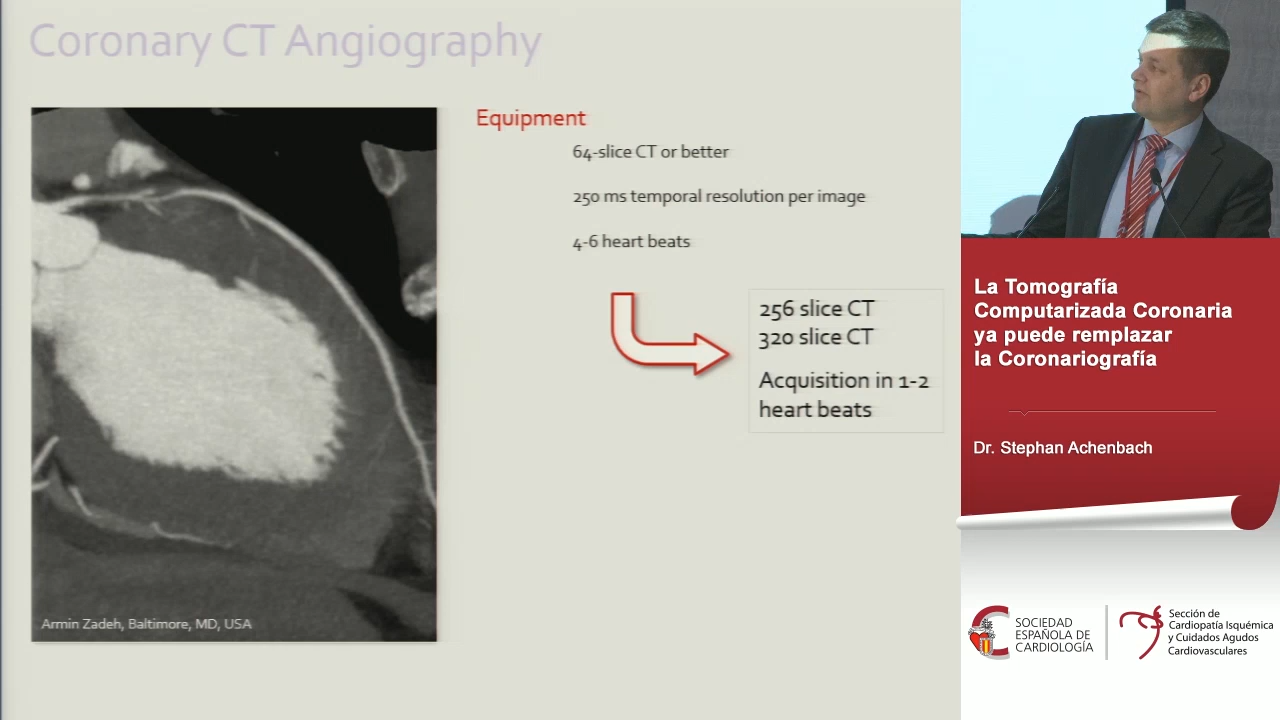 Coronary CT Angiography
Equipment
64-slice CT or better
250 ms temporal resolution per image
4-6 heart beats
256 slice CT
320 slice CT
Acquisition in 1-2
heart beats
Armin Zadeh, Baltimore, MD, USA
La Tomografía
Computarizada Coronaria
ya puede remplazar
la Coronariografía
Dr. Stephan Achenbach
SOCIEDAD
ESPAÑOLA DE
CARDIOLOGÍA
Sección de
Cardiopatía Isquémica
y Cuidados Agudos
Cardiovasculares